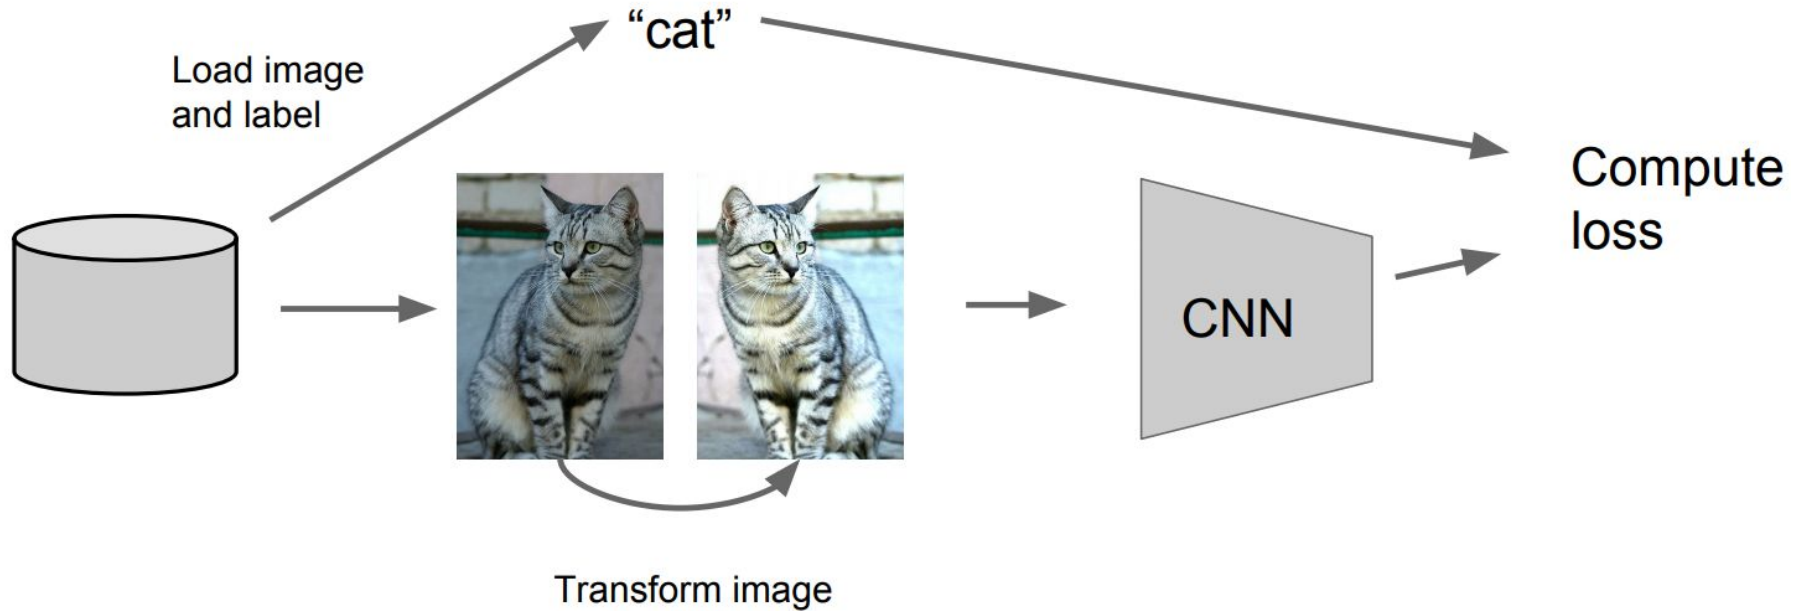 “cat”
Load image
and label
Compute
loss
CNN
Transform image